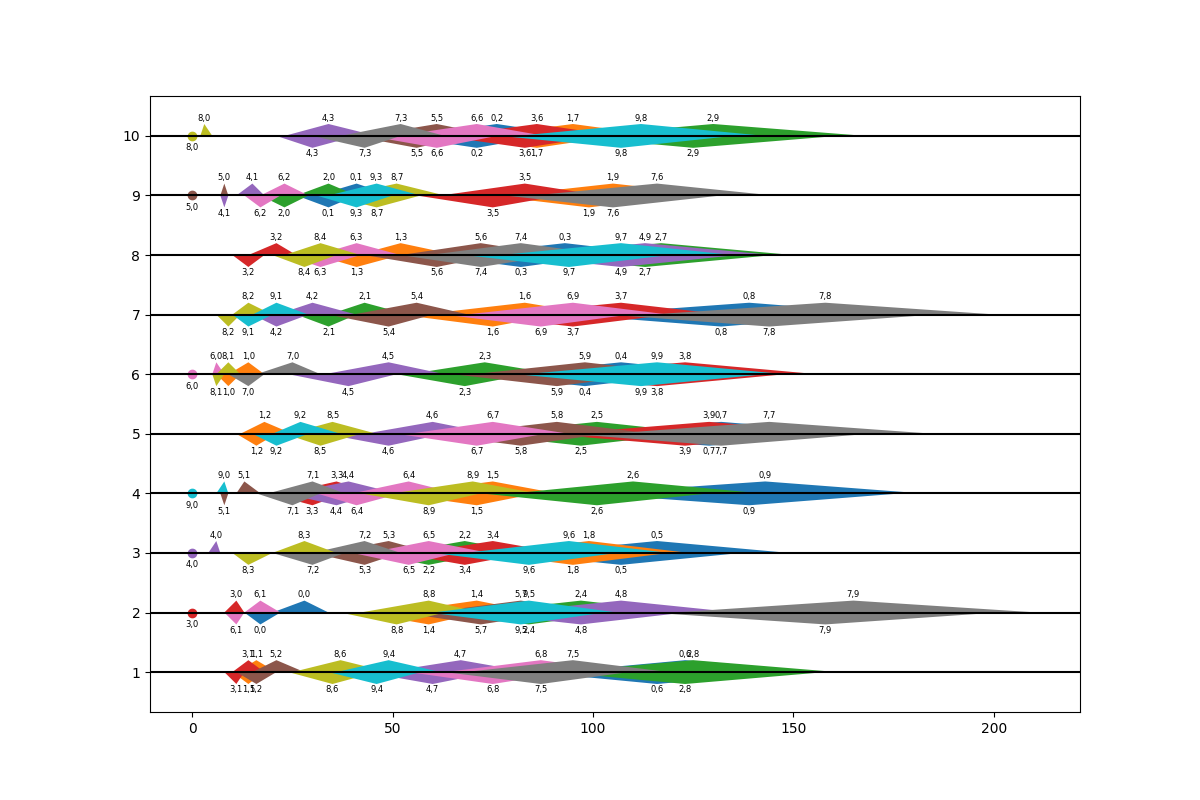 8,0 4,3 7,3 5,5 6,6 0,2 3,6 1,7 9,8 2,9
10
8,0 4,3 7,3 5,5 6,6 0,2 3,6 1,7 9,8 2,9
5,0 4,1 6,2 2,0 0,1 9,3 8,7 3,5 1,9 7,6
9
5,0 4,1 6,2 2,0 0,1 9,3 8,7 3,5 1,9 7,6
3,2 8,4 6,3 1,3 5,6 7,4 0,3 9,7 4,9 2,7
8
3,2 8,4 6,3 1,3 5,6 7,4 0,3 9,7 4,9 2,7
8,2 9,1 4,2 2,1 5,4 1,6 6,9 3,7 0,8 7,8
7
8,2 9,1 4,2 2,1 5,4 1,6 6,9 3,7 0,8 7,8
6,0 8,1 1,0 7,0 4,5 2,3 5,9 0,4 9,9 3,8
6
6,0 8,1 1,0 7,0 4,5 2,3 5,9 0,4 9,9 3,8
1,2 9,2 8,5 4,6 6,7 5,8 2,5 3,9 0,7 7,7
5
1,2 9,2 8,5 4,6 6,7 5,8 2,5 3,9 0,7 7,7
9,0 5,1 7,1 3,3 4,4 6,4 8,9 1,5 2,6 0,9
4
9,0 5,1 7,1 3,3 4,4 6,4 8,9 1,5 2,6 0,9
4,0 8,3 7,2 5,3 6,5 2,2 3,4 9,6 1,8 0,5
3
4,0 8,3 7,2 5,3 6,5 2,2 3,4 9,6 1,8 0,5
3,0 6,1 0,0 8,8 1,4 5,7 9,5 2,4 4,8 7,9
2
3,0 6,1 0,0 8,8 1,4 5,7 9,5 2,4 4,8 7,9
3,1 1,1 5,2 8,6 9,4 4,7 6,8 7,5 0,6 2,8
1
3,1 1,1 5,2 8,6 9,4 4,7 6,8 7,5 0,6 2,8
0 50 100 150 200